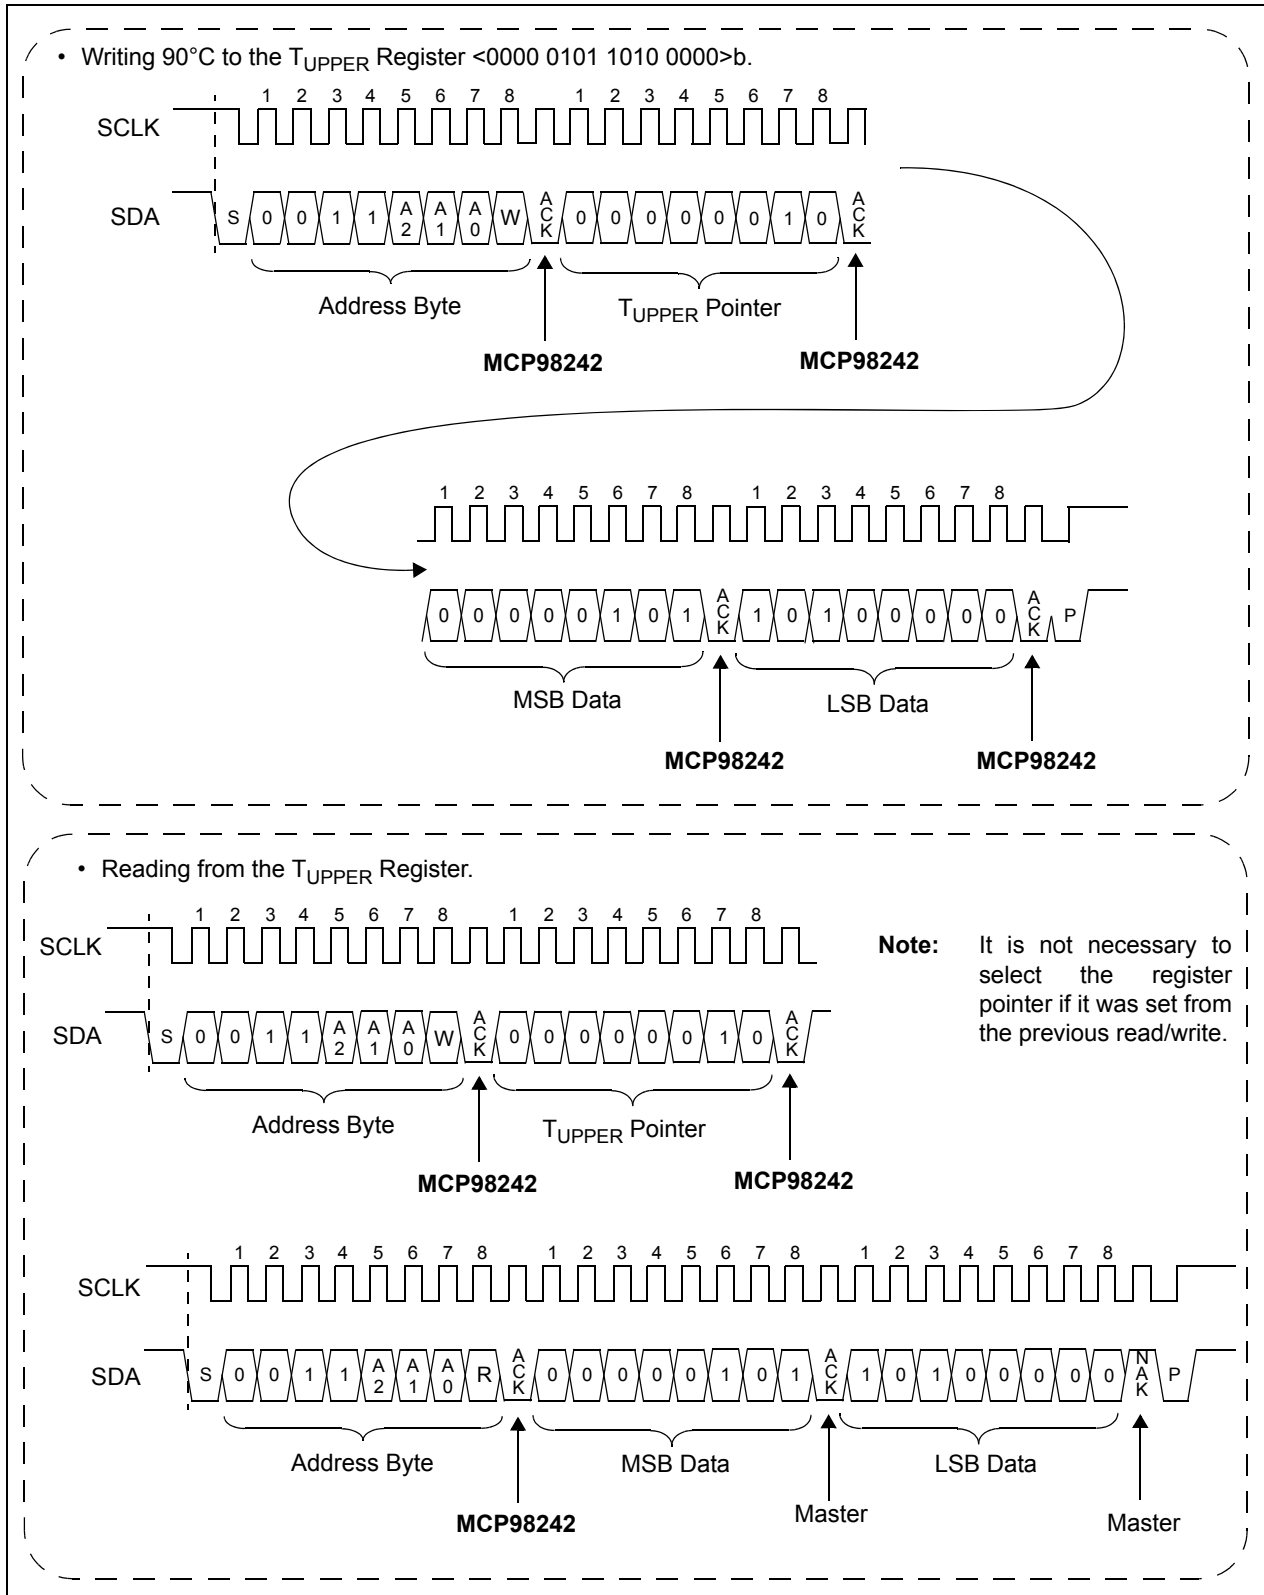 • Writing 90°C to the TUPPER Register <0000 0101 1010 0000>b.
1 2 3 4 5 6 7 8 1 2 3 4 5 6 7 8
SCLK
SDA S 0 0 1 1 A2 A1 A0 W ACK 0 0 0 0 0 0 1 0 ACK
Address Byte TUPPER Pointer
MCP98242 MCP98242
1 2 3 4 5 6 7 8 1 2 3 4 5 6 7 8
0 0 0 0 0 1 0 1 ACK 1 0 1 0 0 0 0 0 ACK P
MSB Data LSB Data
MCP98242 MCP98242
• Reading from the TUPPER Register.
1 2 3 4 5 6 7 8 1 2 3 4 5 6 7 8
SCLK
SDA S 0 0 1 1 A2 A1 A0 W ACK 0 0 0 0 0 0 1 0 ACK
Address Byte TUPPER Pointer
MCP98242 MCP98242
Note: It is not necessary to
select the register
pointer if it was set from
the previous read/write.
1 2 3 4 5 6 7 8 1 2 3 4 5 6 7 8 1 2 3 4 5 6 7 8
SCLK
SDA S 0 0 1 1 A2 A1 A0 R ACK 0 0 0 0 0 1 0 1 ACK 1 0 1 0 0 0 0 0 NAK P
Address Byte MSB Data LSB Data
MCP98242 Master Master